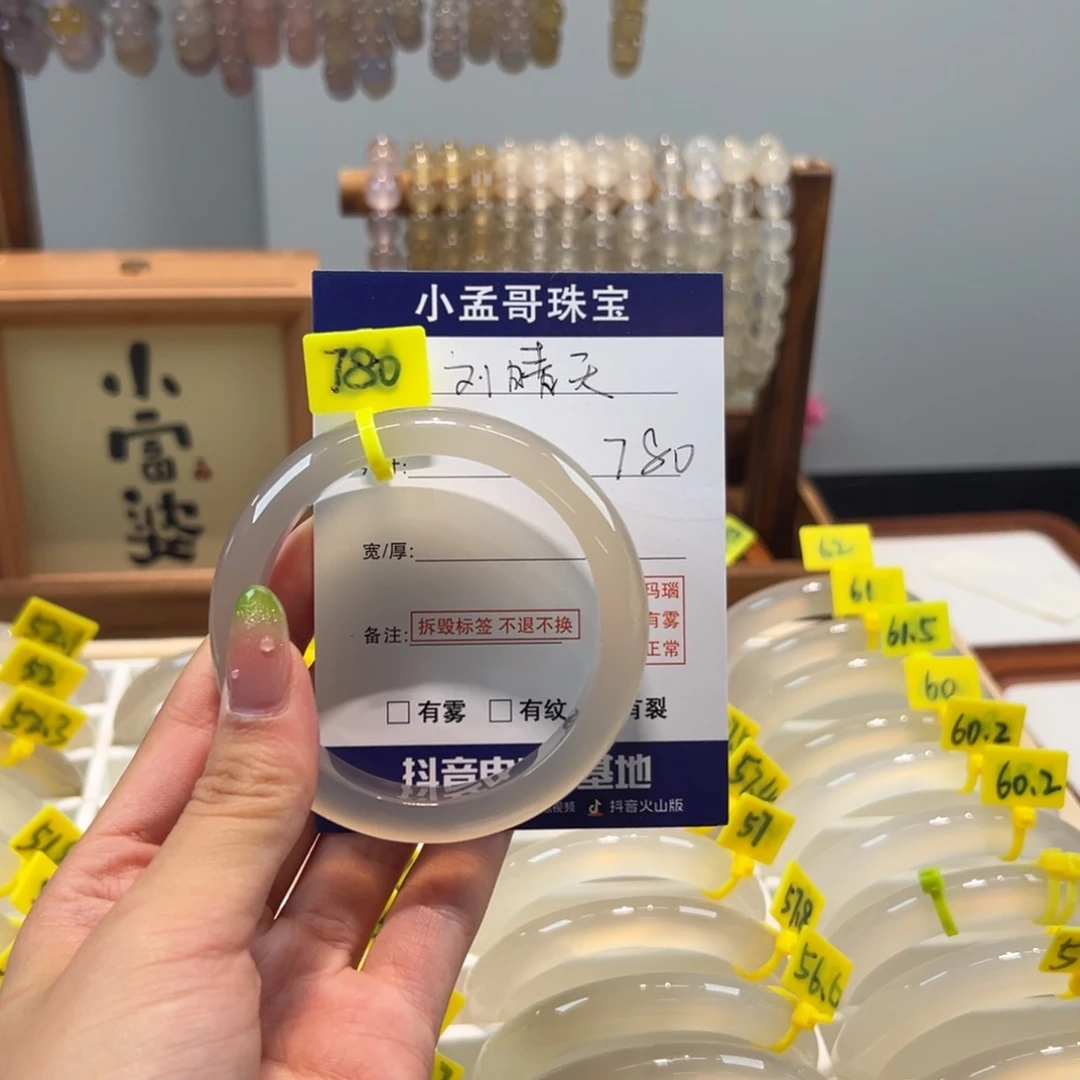 小孟哥珠宝
780
刘晴天
780
宽/厚:
备注:
拆毁标签 不退不换
玛瑙
有雾
正常
有雾
有纹
有裂
抖音电
基地
视频
抖音火山版
小富婆
52.1
52
52.3
62
61
61.5
60
60.2
60.2
57.4
57
57.8
56.6